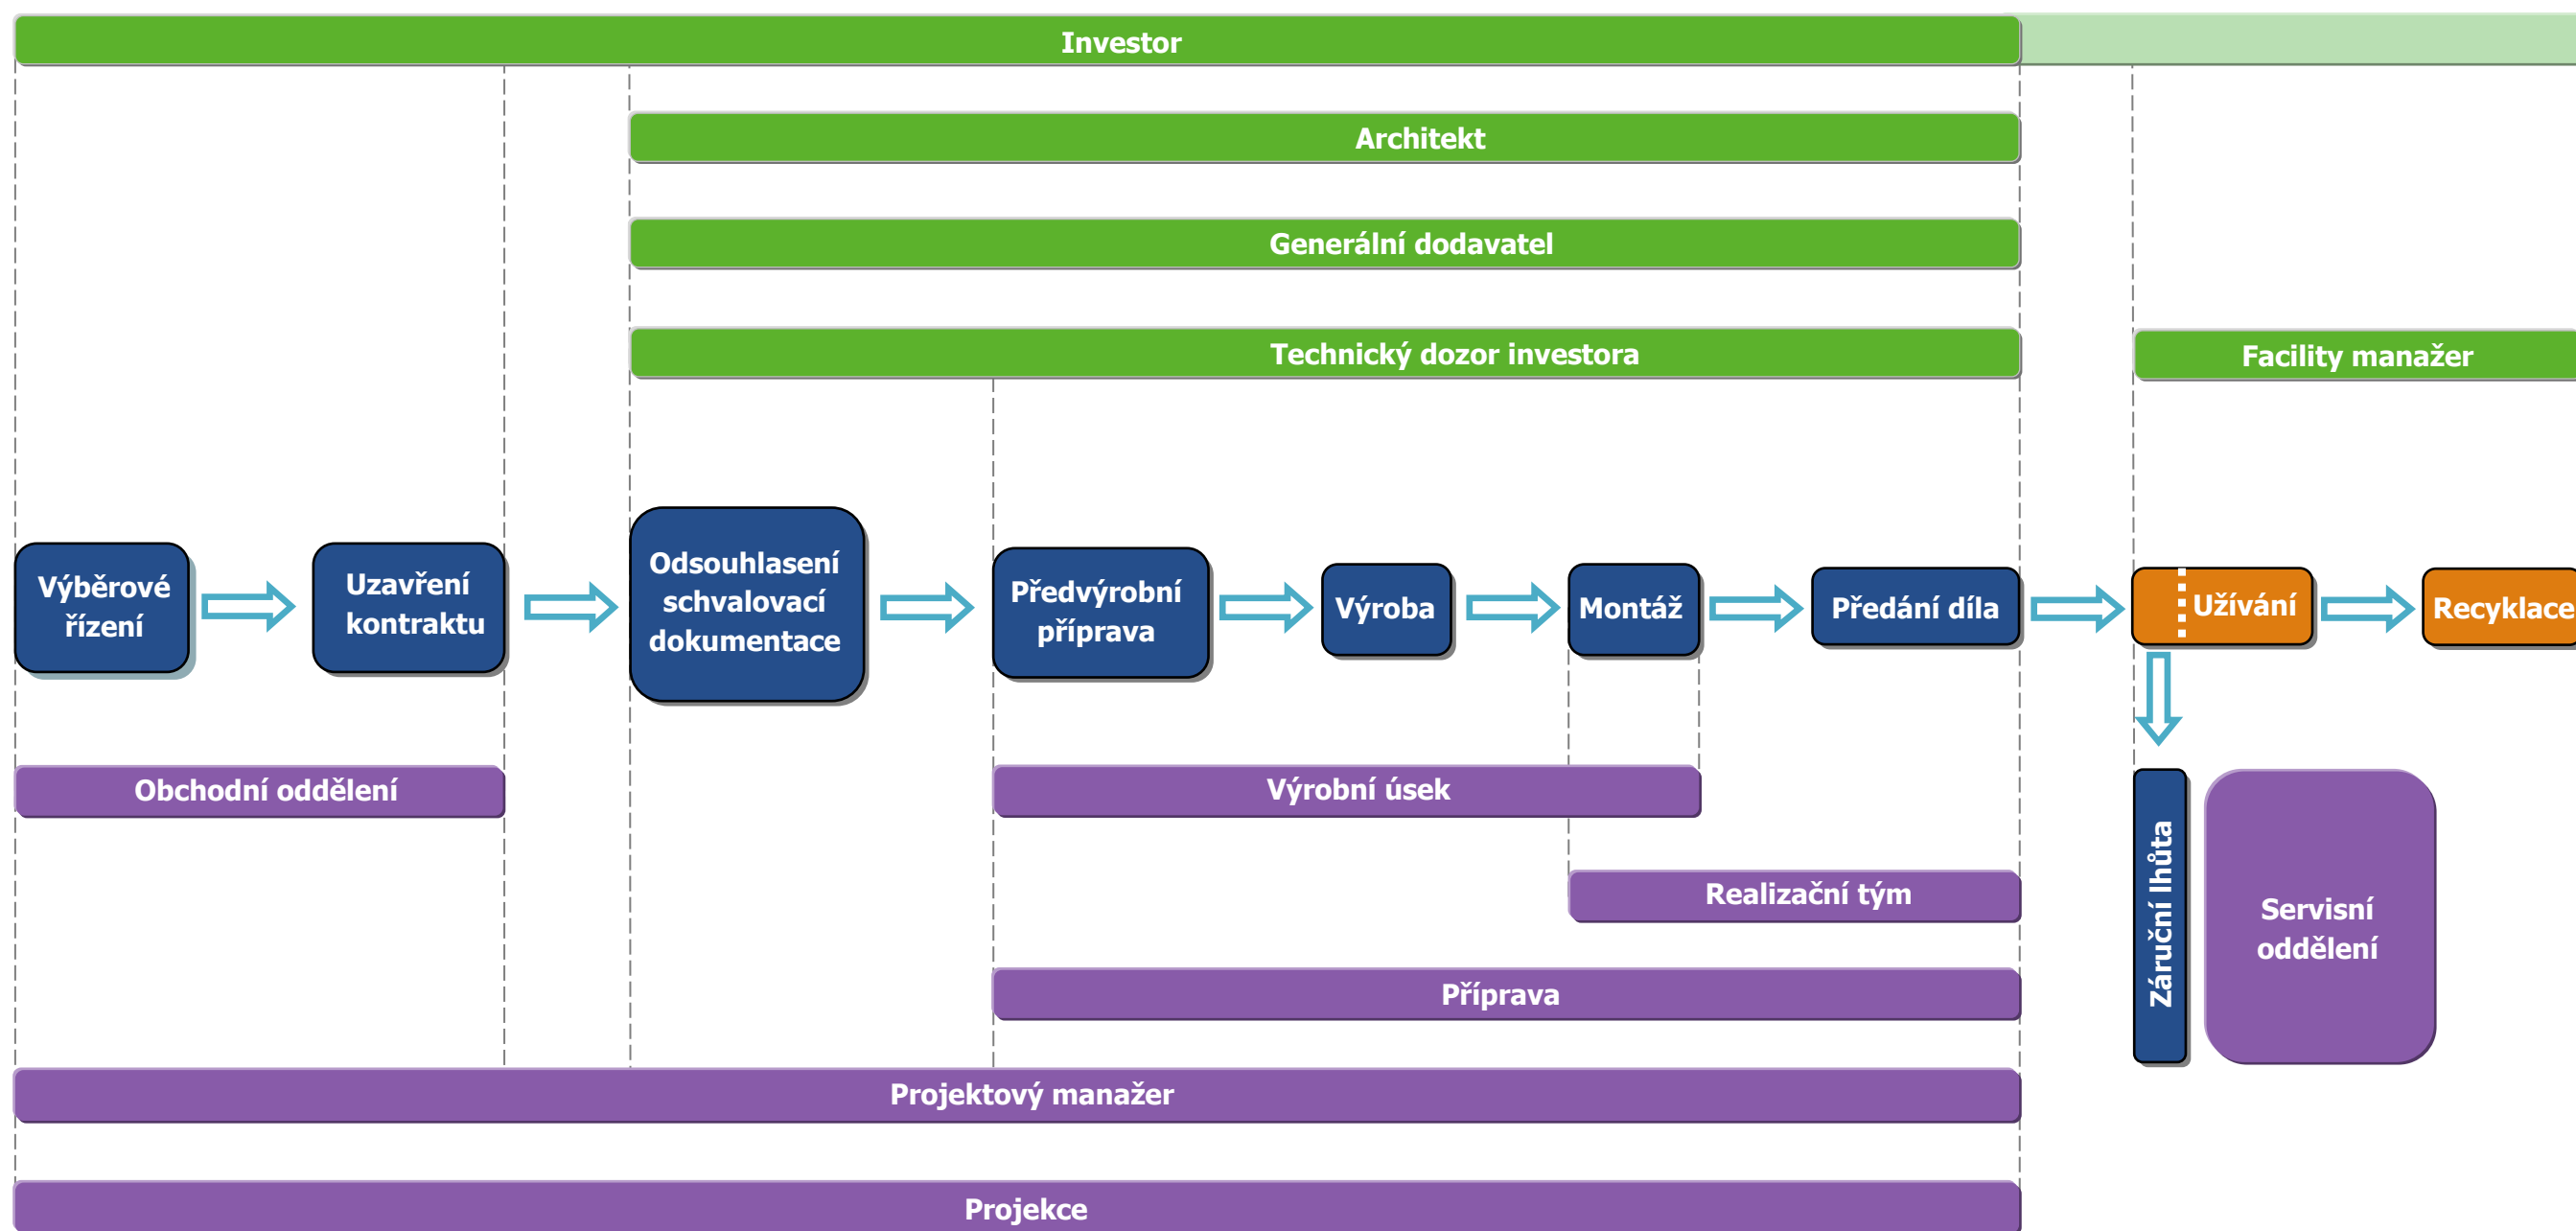 Investor
Architekt
Generální dodavatel
Technický dozor investora
Facility manažer
Výběrové
řízení
Uzavření
kontraktu
Odsouhlasení
schvalovací
dokumentace
Předvýrobní
příprava
Výroba
Montáž
Předání díla
Užívání
Recyklace
Obchodní oddělení
Výrobní úsek
Realizační tým
Záruční lhůta
Servisní
oddělení
Příprava
Projektový manažer
Projekce